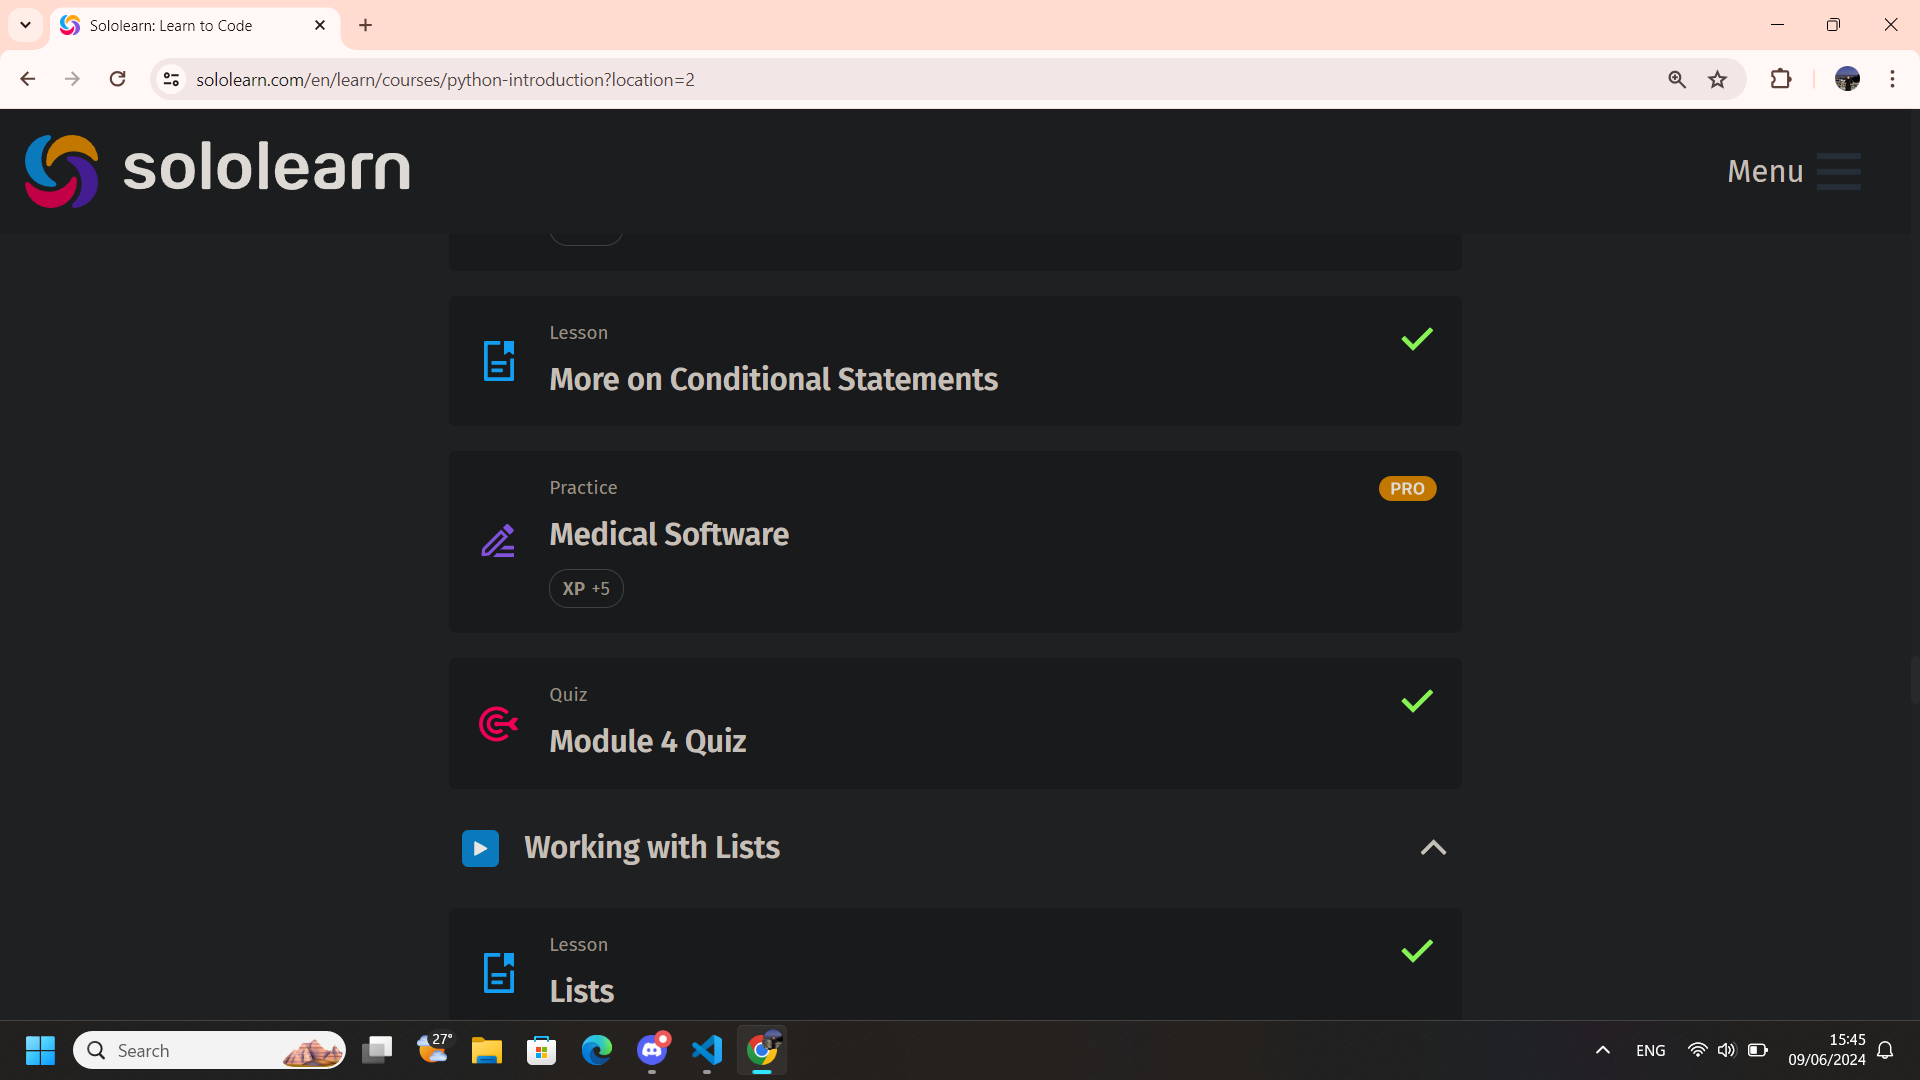 Sololearn: Learn to Code
sololearn.com/en/learn/courses/python-introduction?location=2
sololearn
Menu
Lesson
More on Conditional Statements
Practice
PRO
Medical Software
XP +5
Quiz
Module 4 Quiz
Working with Lists
Lesson
Lists
Search
27°
ENG
15:45
09/06/2024